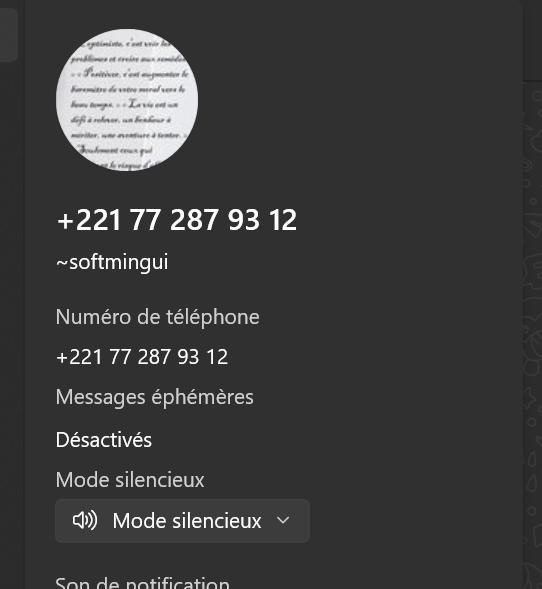 optimiste, c'est voir les
problèmes et croire aux remèdes
« Positiver, c'est augmenter le
baromètre de votre moral vers le
beau temps. » « La vie est un
défi à relever, un bonheur à
mériter, une aventure à tenter. »
Seulement ceux qui
le risque
+221 77 287 93 12
~softmingui
Numéro de téléphone
+221 77 287 93 12
Messages éphémères
Désactivés
Mode silencieux
Mode silencieux
Son de notification